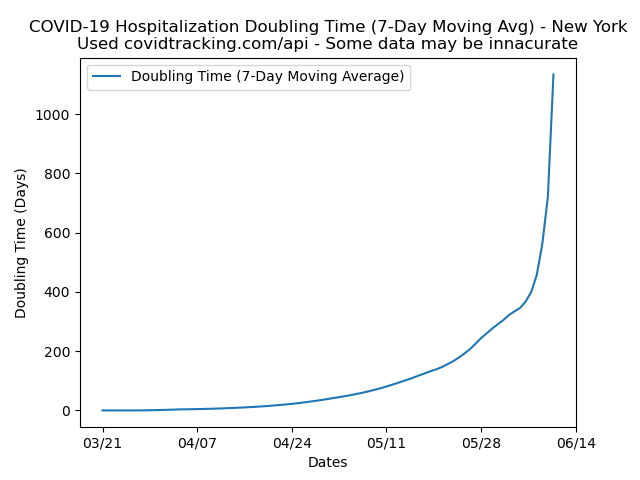 COVID-19 Hospitalization Doubling Time (7-Day Moving Avg) - New York
Used covidtracking.com/api - Some data may be innacurate
Doubling Time (7-Day Moving Average)
1000
800
600
400
200
0
Doubling Time (Days)
03/21
04/07
04/24
05/11
05/28
06/14
Dates